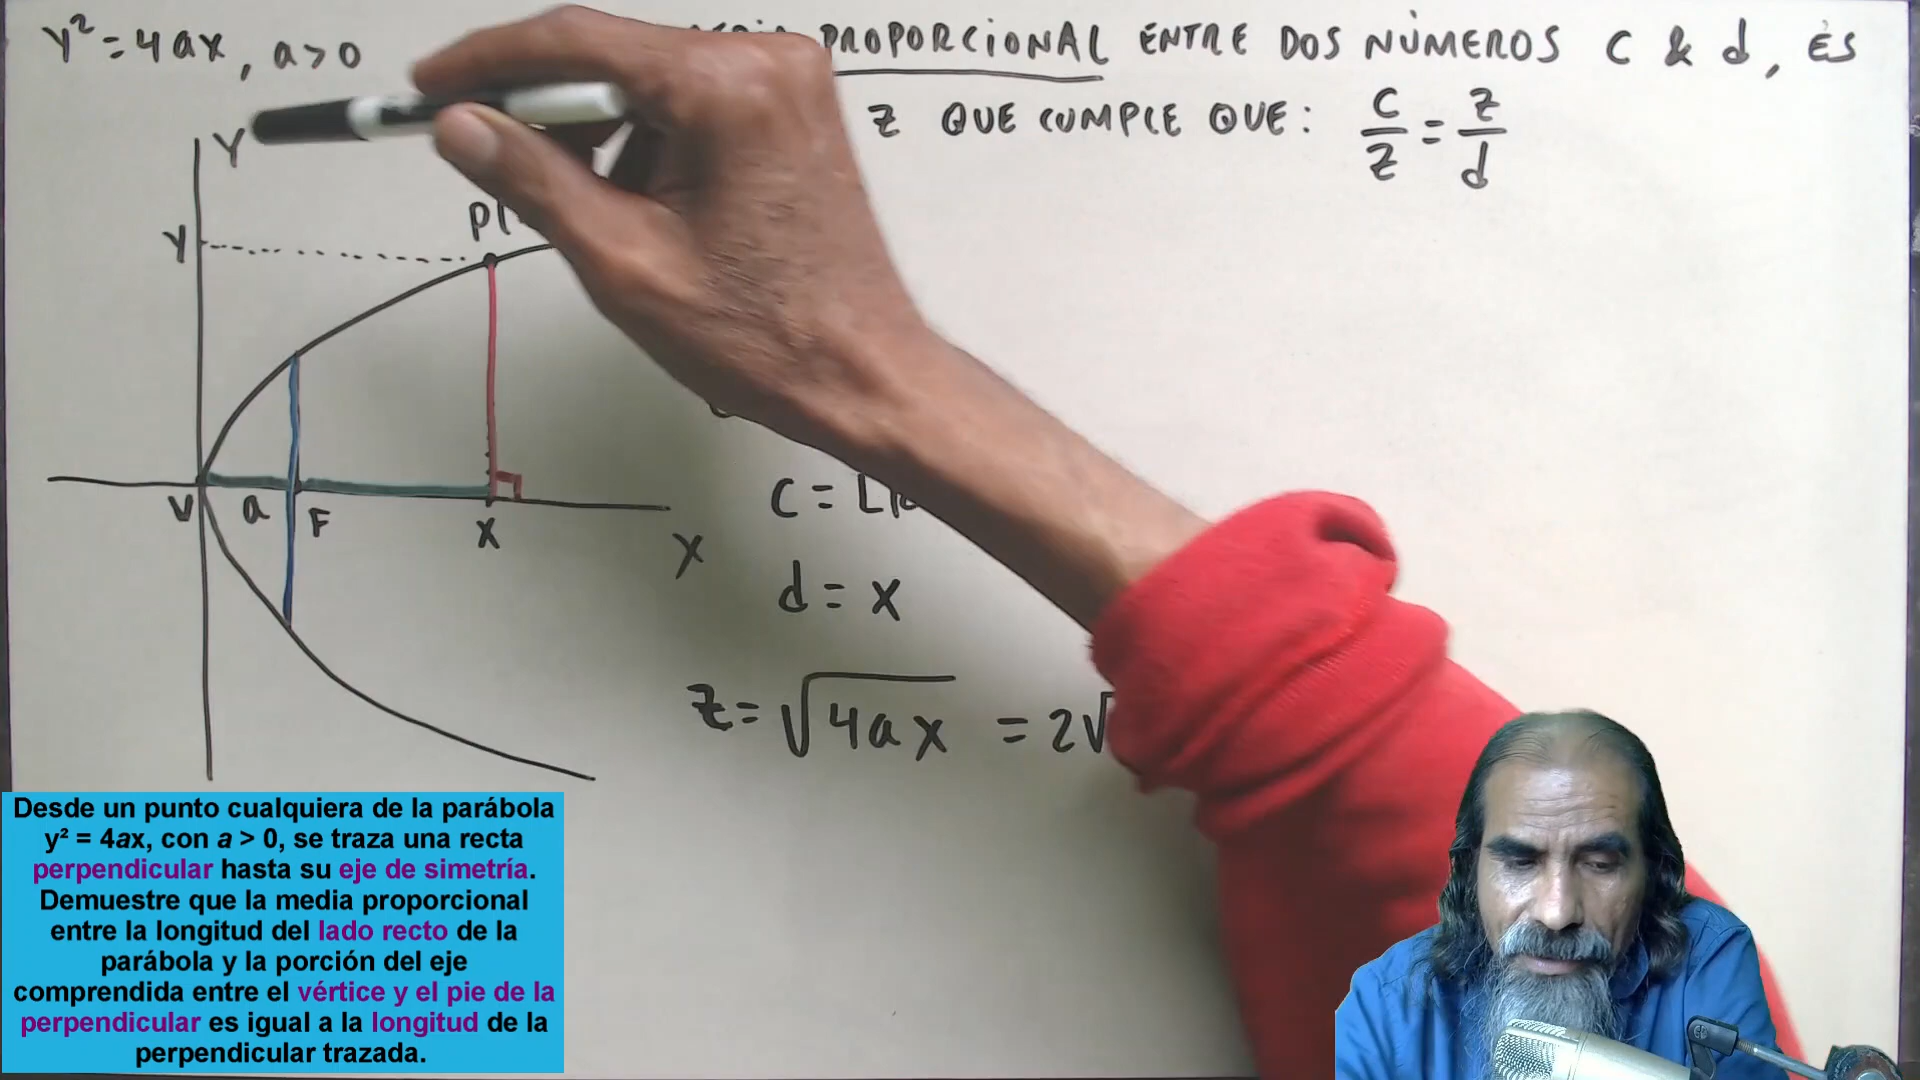 y² = 4ax, a > 0
PROPORCIONAL ENTRE DOS NÚMEROS C & d, ES
z QUE CUMPLE QUE: c/z = z/d
Y
P(
y
V a F x
X
C = L
d = x
z = √4ax = 2√
Desde un punto cualquiera de la parábola
y² = 4ax, con a > 0, se traza una recta
perpendicular hasta su eje de simetría.
Demuestre que la media proporcional
entre la longitud del lado recto de la
parábola y la porción del eje
comprendida entre el vértice y el pie de la
perpendicular es igual a la longitud de la
perpendicular trazada.